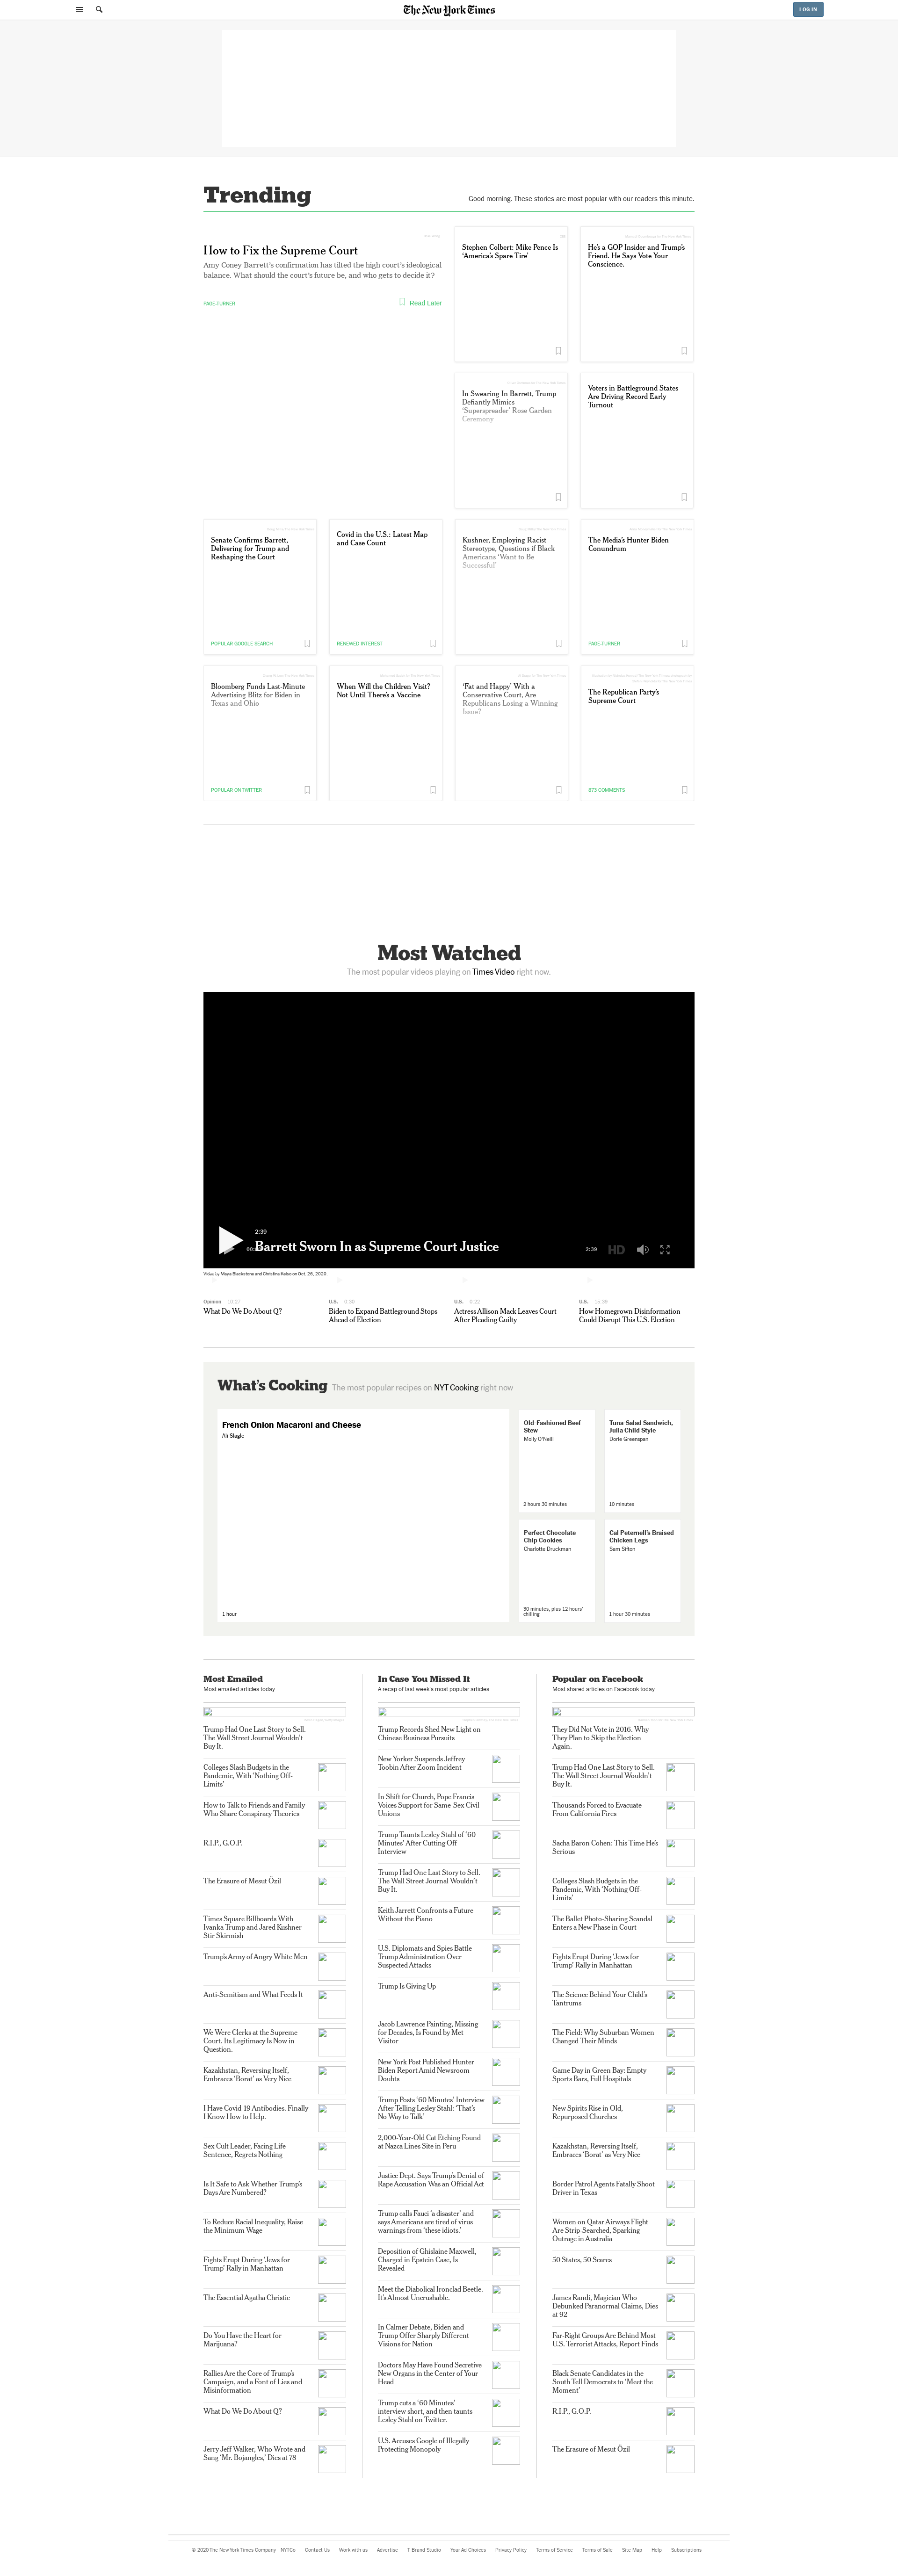 The New York Times
LOG IN
Trending
Good morning. These stories are most popular with our readers this minute.
How to Fix the Supreme Court
Amy Coney Barrett's confirmation has tilted the high court's ideological
balance. What should the court's future be, and who gets to decide it?
PAGE-TURNER
Read Later
Stephen Colbert: Mike Pence Is
'America's Spare Tire'
He's a GOP Insider and Trump's
Friend. He Says Vote Your
Conscience.
In Swearing In Barrett, Trump
Defiantly Mimics
'Superspreader' Rose Garden
Ceremony
Voters in Battleground States
Are Driving Record Early
Turnout
Senate Confirms Barrett,
Delivering for Trump and
Reshaping the Court
POPULAR GOOGLE SEARCH
Covid in the U.S.: Latest Map
and Case Count
RENEWED INTEREST
Kushner, Employing Racist
Stereotype, Questions if Black
Americans 'Want to Be
Successful'
The Media's Hunter Biden
Conundrum
PAGE-TURNER
Bloomberg Funds Last-Minute
Advertising Blitz for Biden in
Texas and Ohio
POPULAR ON TWITTER
When Will the Children Visit?
Not Until There's a Vaccine
'Fat and Happy' With a
Conservative Court, Are
Republicans Losing a Winning
Issue?
The Republican Party's
Supreme Court
873 COMMENTS
Most Watched
The most popular videos playing on Times Video right now.
2:39
Barrett Sworn In as Supreme Court Justice
2:39
HD
Video by Maya Blackstone and Christina Kelso on Oct. 26, 2020.
Opinion 10:27
What Do We Do About Q?
U.S. 6:39
Biden to Expand Battleground Stops
Ahead of Election
U.S. 0:32
Actress Allison Mack Leaves Court
After Pleading Guilty
U.S. 15:39
How Homegrown Disinformation
Could Disrupt This U.S. Election
What's Cooking The most popular recipes on NYT Cooking right now
French Onion Macaroni and Cheese
Ali Slagle
1 hour
Old-Fashioned Beef
Stew
Molly O'Neill
2 hours 30 minutes
Tuna-Salad Sandwich,
Julia Child Style
Dorie Greenspan
10 minutes
Perfect Chocolate
Chip Cookies
Charlotte Druckman
30 minutes, plus 12 hours'
chilling
Cal Peternell's Braised
Chicken Legs
Sam Sifton
1 hour 30 minutes
Most Emailed
Most emailed articles today
Trump Had One Last Story to Sell.
The Wall Street Journal Wouldn't
Buy It.
Colleges Slash Budgets in the
Pandemic, With 'Nothing Off-
Limits'
How to Talk to Friends and Family
Who Share Conspiracy Theories
R.I.P., G.O.P.
The Erasure of Mesut Özil
Times Square Billboards With
Ivanka Trump and Jared Kushner
Stir Skirmish
Trump's Army of Angry White Men
Anti-Semitism and What Feeds It
We Were Clerks at the Supreme
Court. Its Legitimacy Is Now in
Question.
Kazakhstan, Reversing Itself,
Embraces 'Borat' as Very Nice
I Have Covid-19 Antibodies. Finally
I Know How to Help.
Sex Cult Leader, Facing Life
Sentence, Regrets Nothing
Is It Safe to Ask Whether Trump's
Days Are Numbered?
To Reduce Racial Inequality, Raise
the Minimum Wage
Fights Erupt During 'Jews for
Trump' Rally in Manhattan
The Essential Agatha Christie
Do You Have the Heart for
Marijuana?
Rallies Are the Core of Trump's
Campaign, and a Font of Lies and
Misinformation
What Do We Do About Q?
Jerry Jeff Walker, Who Wrote and
Sang 'Mr. Bojangles,' Dies at 78
In Case You Missed It
A recap of last week's most popular articles
Trump Records Shed New Light on
Chinese Business Pursuits
New Yorker Suspends Jeffrey
Toobin After Zoom Incident
In Shift for Church, Pope Francis
Voices Support for Same-Sex Civil
Unions
Trump Taunts Lesley Stahl of '60
Minutes' After Cutting Off
Interview
Trump Had One Last Story to Sell.
The Wall Street Journal Wouldn't
Buy It.
Keith Jarrett Confronts a Future
Without the Piano
U.S. Diplomats and Spies Battle
Trump Administration Over
Suspected Attacks
Trump Is Giving Up
Jacob Lawrence Painting, Missing
for Decades, Is Found by Met
Visitor
New York Post Published Hunter
Biden Report Amid Newsroom
Doubts
Trump Posts '60 Minutes' Interview
After Telling Lesley Stahl: 'That's
No Way to Talk'
2,000-Year-Old Cat Etching Found
at Nazca Lines Site in Peru
Justice Dept. Says Trump's Denial of
Rape Accusation Was an Official Act
Trump calls Fauci 'a disaster' and
says Americans are tired of virus
warnings from 'these idiots.'
Deposition of Ghislaine Maxwell,
Charged in Epstein Case, Is
Revealed
Meet the Diabolical Ironclad Beetle.
It's Almost Uncrushable.
In Calmer Debate, Biden and
Trump Offer Sharply Different
Visions for Nation
Doctors May Have Found Secretive
New Organs in the Center of Your
Head
Trump cuts a '60 Minutes'
interview short, and then taunts
Lesley Stahl on Twitter.
U.S. Accuses Google of Illegally
Protecting Monopoly
Popular on Facebook
Most shared articles on Facebook today
They Did Not Vote in 2016. Why
They Plan to Skip the Election
Again.
Trump Had One Last Story to Sell.
The Wall Street Journal Wouldn't
Buy It.
Thousands Forced to Evacuate
From California Fires
Sacha Baron Cohen: This Time He's
Serious
Colleges Slash Budgets in the
Pandemic, With 'Nothing Off-
Limits'
The Ballet Photo-Sharing Scandal
Enters a New Phase in Court
Fights Erupt During 'Jews for
Trump' Rally in Manhattan
The Science Behind Your Child's
Tantrums
The Field: Why Suburban Women
Changed Their Minds
Game Day in Green Bay: Empty
Sports Bars, Full Hospitals
New Spirits Rise in Old,
Repurposed Churches
Kazakhstan, Reversing Itself,
Embraces 'Borat' as Very Nice
Border Patrol Agents Fatally Shoot
Driver in Texas
Women on Qatar Airways Flight
Are Strip-Searched, Sparking
Outrage in Australia
50 States, 50 Scares
James Randi, Magician Who
Debunked Paranormal Claims, Dies
at 92
Far-Right Groups Are Behind Most
U.S. Terrorist Attacks, Report Finds
Black Senate Candidates in the
South Tell Democrats to 'Meet the
Moment'
R.I.P., G.O.P.
The Erasure of Mesut Özil
© 2020 The New York Times Company NYTCo Contact Us Work with us Advertise T Brand Studio Your Ad Choices Privacy Policy Terms of Service Terms of Sale Site Map Help Subscriptions